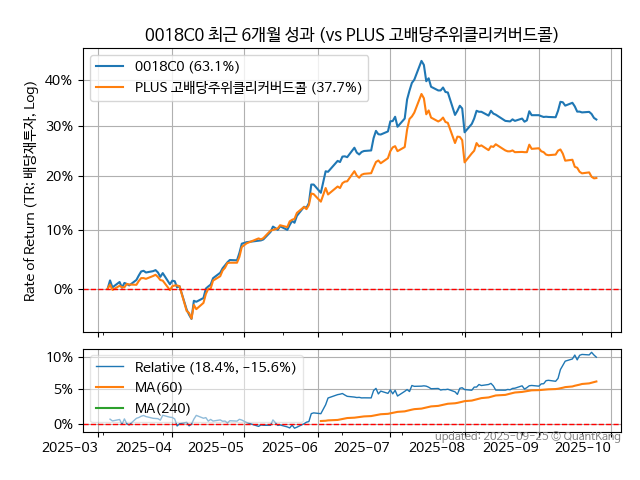 0018C0 최근 6개월 성과 (vs PLUS 고배당주위클리커버드콜)
Rate of Return (TR: 배당재투자, Log)
40%
30%
20%
10%
0%
0018C0 (63.1%)
PLUS 고배당주위클리커버드콜 (37.7%)
10%
5%
0%
Relative (18.4%, -15.6%)
MA(60)
MA(240)
2025-03 2025-04 2025-05 2025-06 2025-07 2025-08 2025-09 2025-10
updated: 2025-09-25 © QuantKang